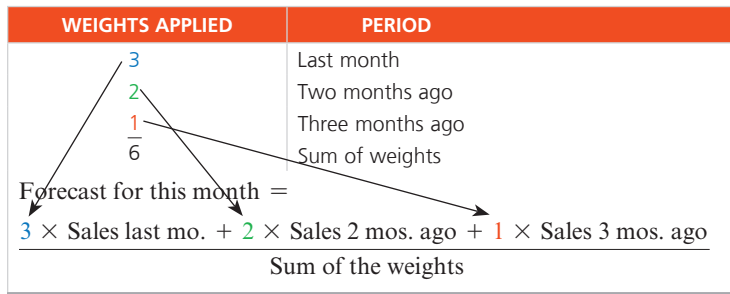 WEIGHTS APPLIED PERIOD
3 Last month
2 Two months ago
1 Three months ago
6 Sum of weights
Forecast for this month =
3 × Sales last mo. + 2 × Sales 2 mos. ago + 1 × Sales 3 mos. ago
Sum of the weights